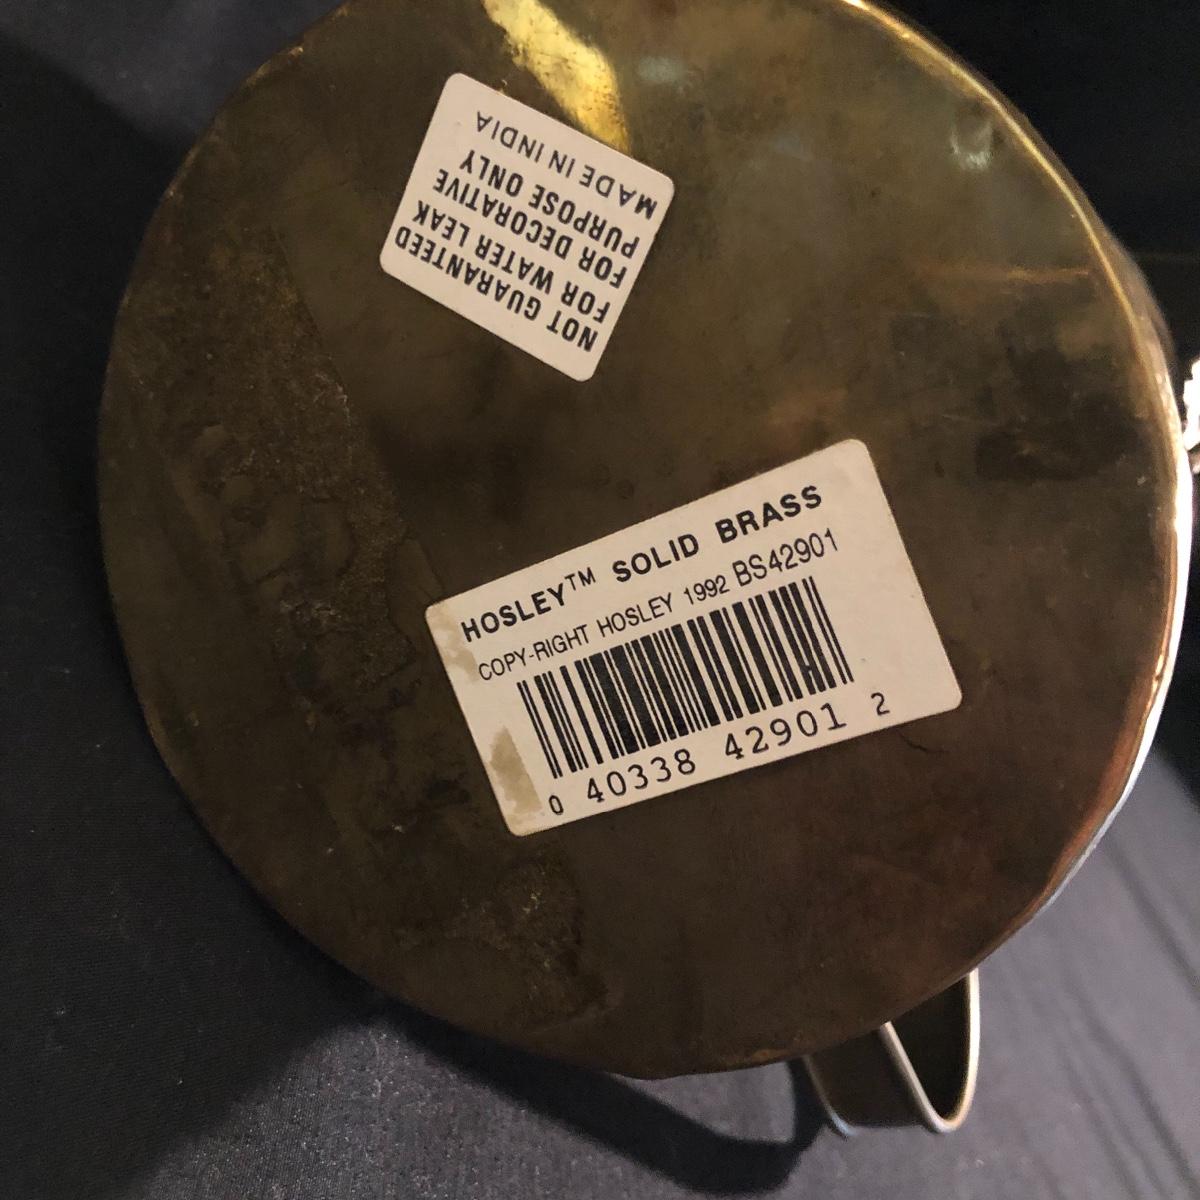 NOT GUARANTEED
FOR WATER LEAK
FOR DECORATIVE
PURPOSE ONLY
MADE IN INDIA
HOSLEY™ SOLID BRASS
COPY-RIGHT HOSLEY 1992 BS42901
0 40338 42901 2